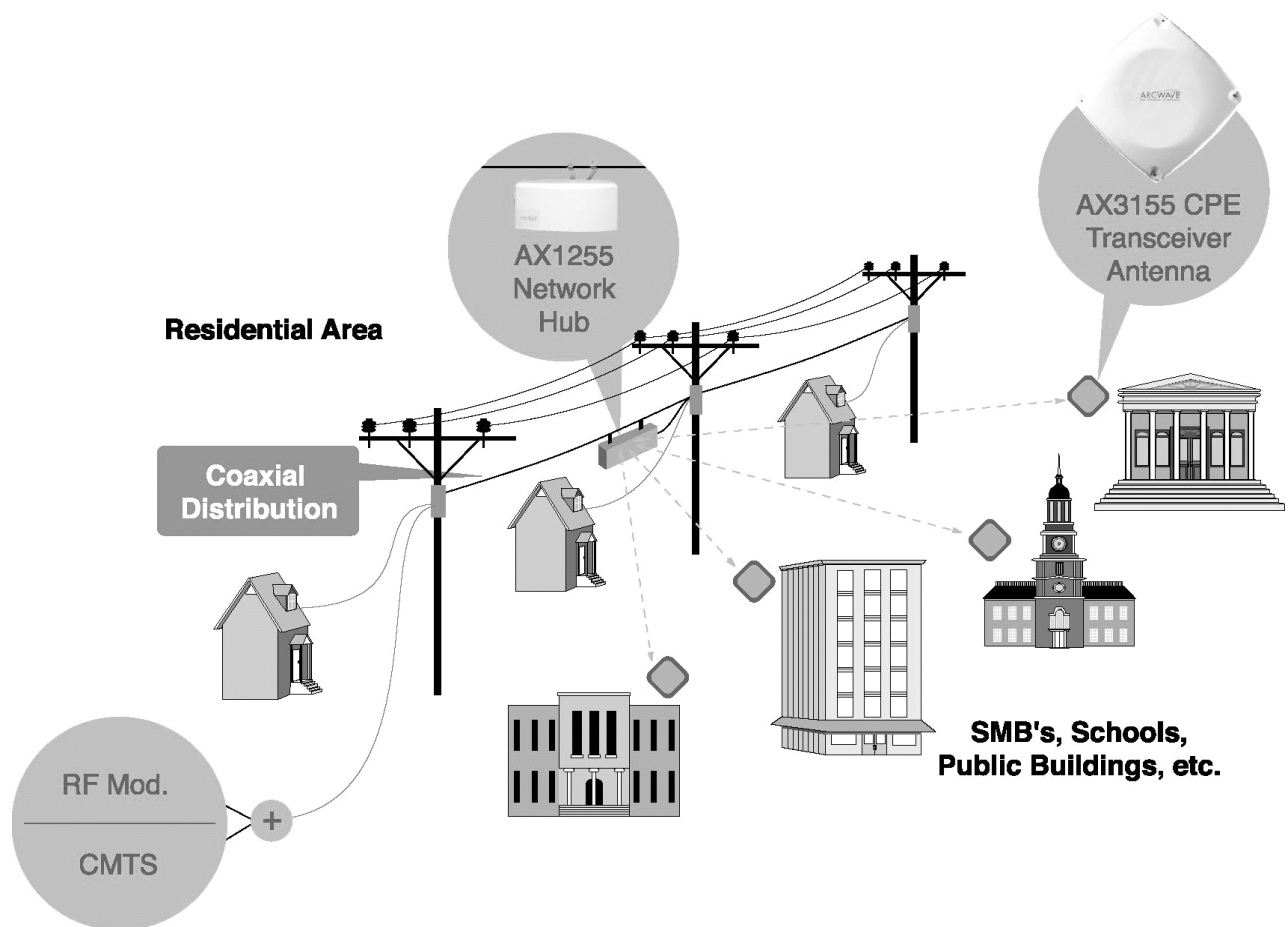 ARCWAVE
AX3155 CPE
Transceiver
Antenna
AX1255
Network
Hub
Residential Area
Coaxial
Distribution
SMB's, Schools,
Public Buildings, etc.
RF Mod.
+
CMTS